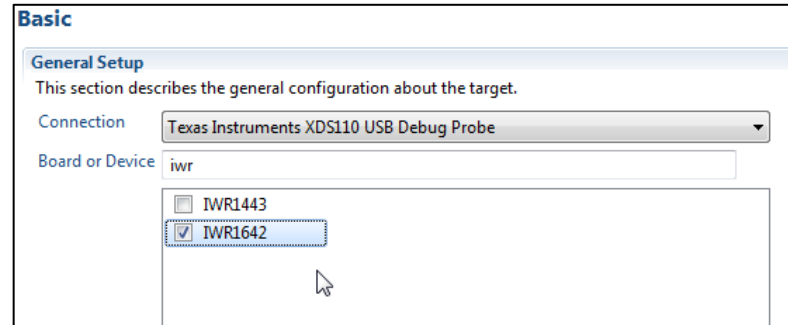 Basic
General Setup
This section describes the general configuration about the target.
Connection Texas Instruments XDS110 USB Debug Probe
Board or Device iwr
IWR1443
IWR1642